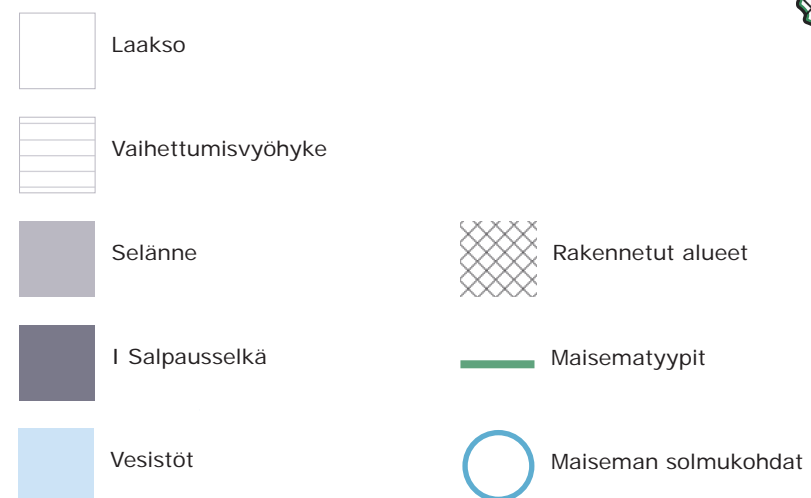 Laakso
Vaihettumisvyöhyke
Selänne
I Salpausselkä
Vesistöt
Rakennetut alueet
Maisematyypit
Maiseman solmukohdat